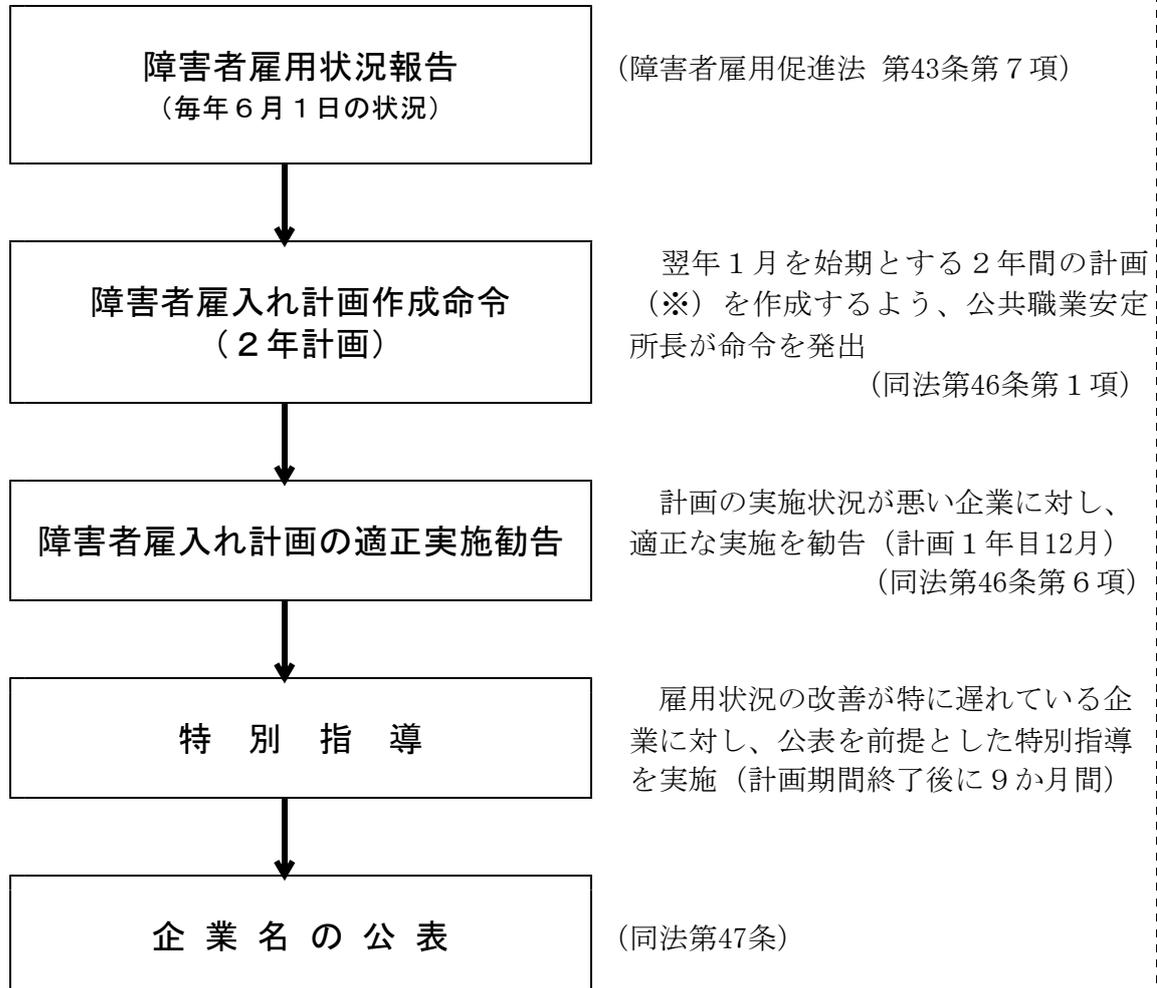 障害者雇用状況報告
（毎年６月１日の状況）
（障害者雇用促進法 第43条第７項）
障害者雇入れ計画作成命令
（２年計画）
翌年１月を始期とする２年間の計画
（※）を作成するよう、公共職業安定
所長が命令を発出
（同法第46条第１項）
障害者雇入れ計画の適正実施勧告
計画の実施状況が悪い企業に対し、
適正な実施を勧告（計画１年目12月）
（同法第46条第６項）
特 別 指 導
雇用状況の改善が特に遅れている企
業に対し、公表を前提とした特別指導
を実施（計画期間終了後に９か月間）
企 業 名 の 公 表
（同法第47条）